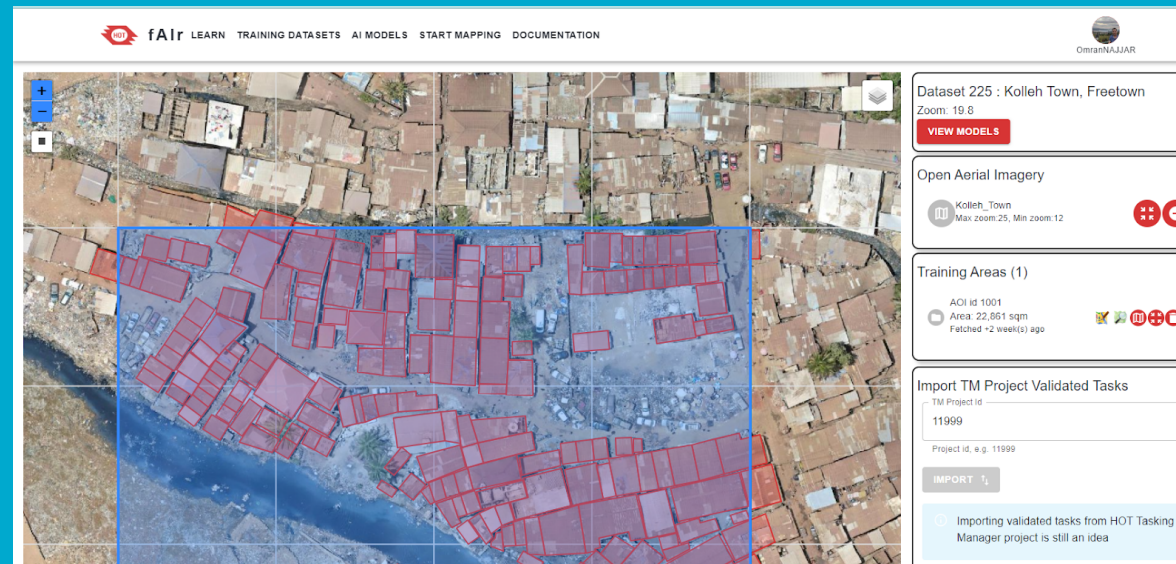 HOT fAIr LEARN TRAINING DATASETS AI MODELS START MAPPING DOCUMENTATION
OmranNAJJAR
+
−
Dataset 225 : Kolleh Town, Freetown
Zoom: 19.8
VIEW MODELS
Open Aerial Imagery
Kolleh_Town
Max zoom:25, Min zoom:12
Training Areas (1)
AOI id 1001
Area: 22,861 sqm
Fetched +2 week(s) ago
Import TM Project Validated Tasks
TM Project Id
11999
Project id, e.g. 11999
IMPORT
Importing validated tasks from HOT Tasking
Manager project is still an idea